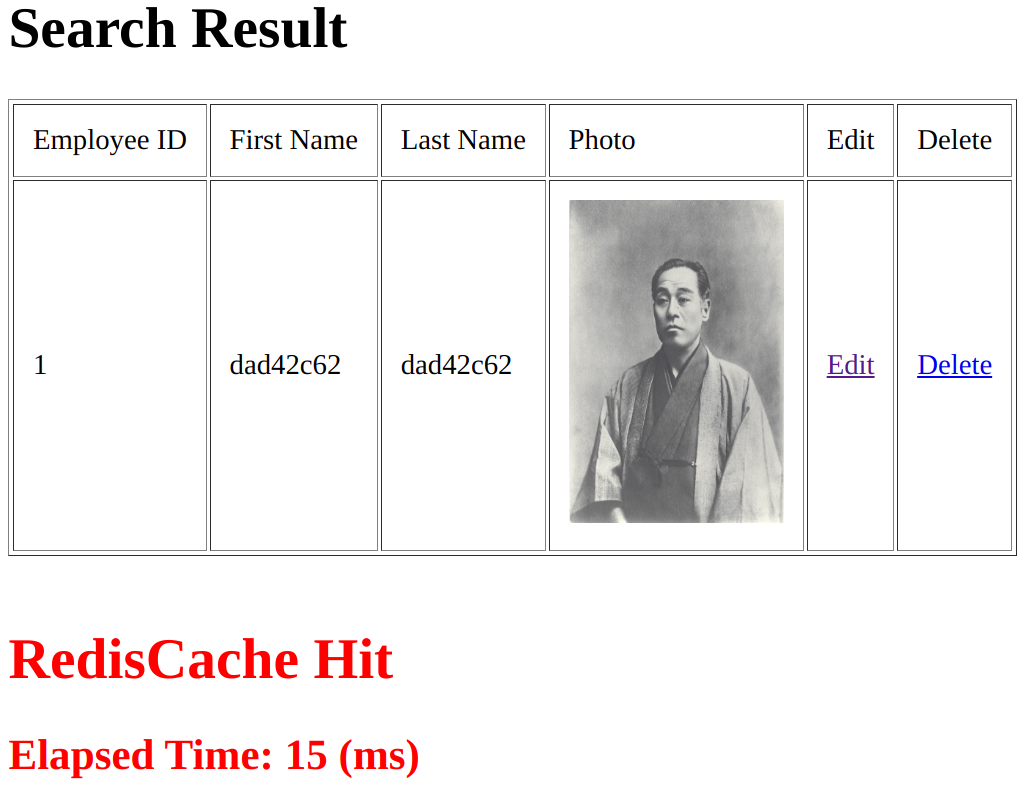 Search Result
Employee ID First Name Last Name Photo Edit Delete
1 dad42c62 dad42c62 Edit Delete
RedisCache Hit
Elapsed Time: 15 (ms)